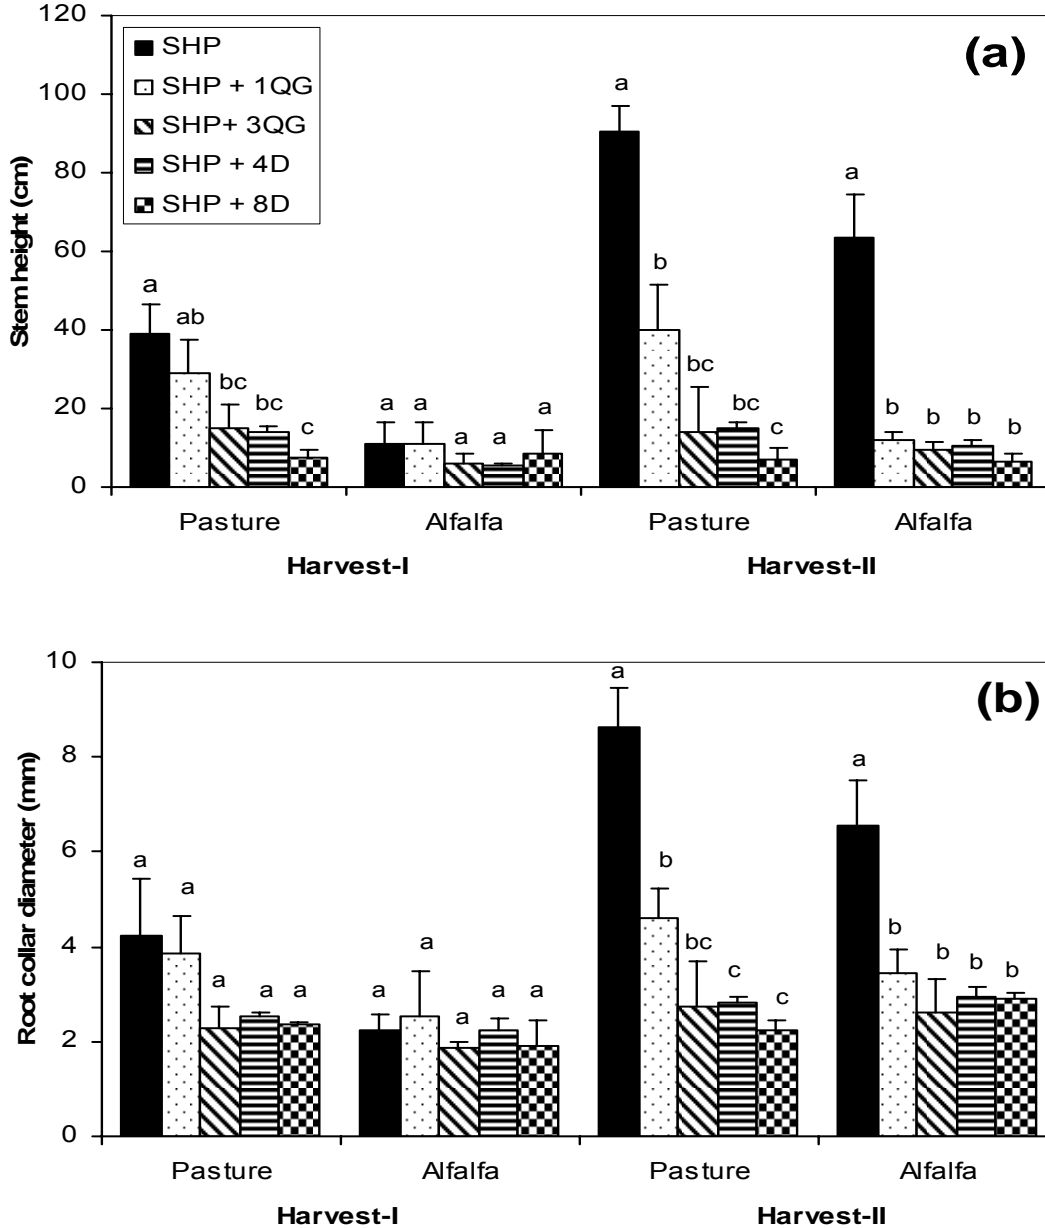 120
100
80
60
40
20
0
Stem height (cm)
SHP
SHP + 1QG
SHP+ 3QG
SHP + 4D
SHP + 8D
(a)
a
ab
bc
bc
c
a
a
a
a
a
a
b
bc
bc
c
a
b
b
b
b
Pasture
Alfalfa
Pasture
Alfalfa
Harvest-I
Harvest-II
10
8
6
4
2
0
Root collar diameter (mm)
(b)
a
a
a
a
a
a
a
a
a
a
a
b
bc
c
c
a
b
b
b
b
Pasture
Alfalfa
Pasture
Alfalfa
Harvest-I
Harvest-II